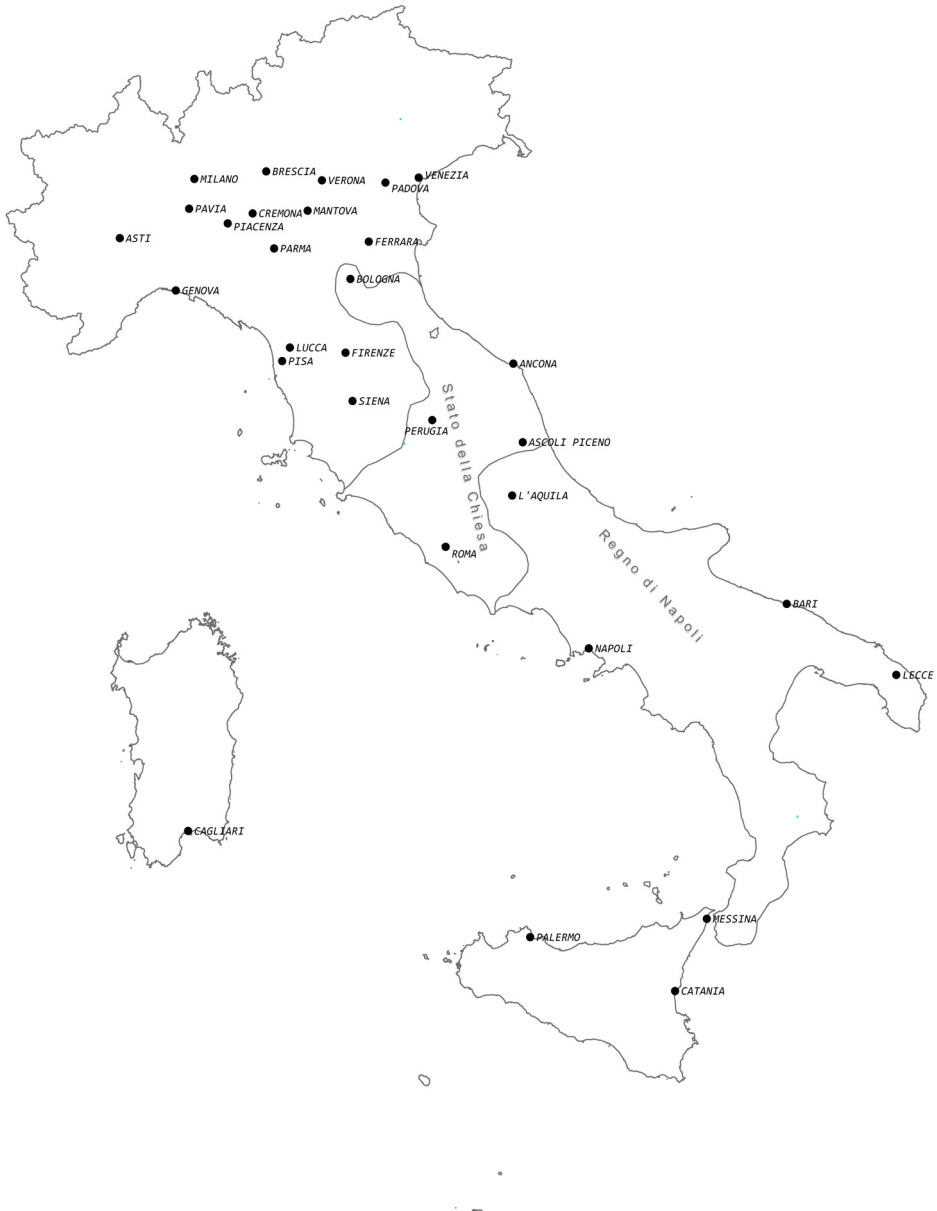 BRESCIA
MILANO
VERONA
VENEZIA
PADOVA
PAVIA
CREMONA
MANTOVA
PIACENZA
ASTI
PARMA
FERRARA
BOLOGNA
GENOVA
LUCCA
FIRENZE
PISA
ANCONA
SIENA
Stato della Chiesa
PERUGIA
ASCOLI PICENO
L'AQUILA
ROMA
Regno di Napoli
BARI
NAPOLI
LECCE
CAGLIARI
MESSINA
PALERMO
CATANIA